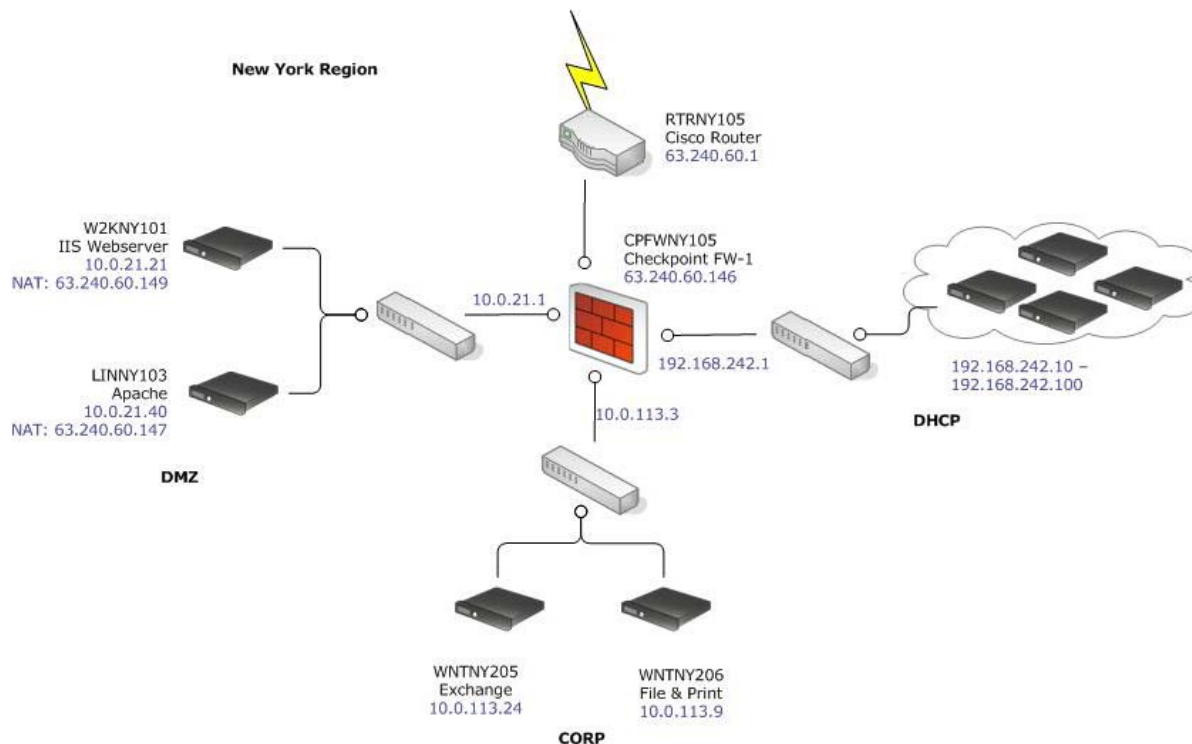 New York Region
RTRNY105
Cisco Router
63.240.60.1
W2KNY101
IIS Webserver
10.0.21.21
NAT: 63.240.60.149
CPFWNY105
Checkpoint FW-1
63.240.60.146
10.0.21.1
192.168.242.1
192.168.242.10 –
192.168.242.100
DHCP
LINNY103
Apache
10.0.21.40
NAT: 63.240.60.147
DMZ
10.0.113.3
WNTNY205
Exchange
10.0.113.24
WNTNY206
File & Print
10.0.113.9
CORP